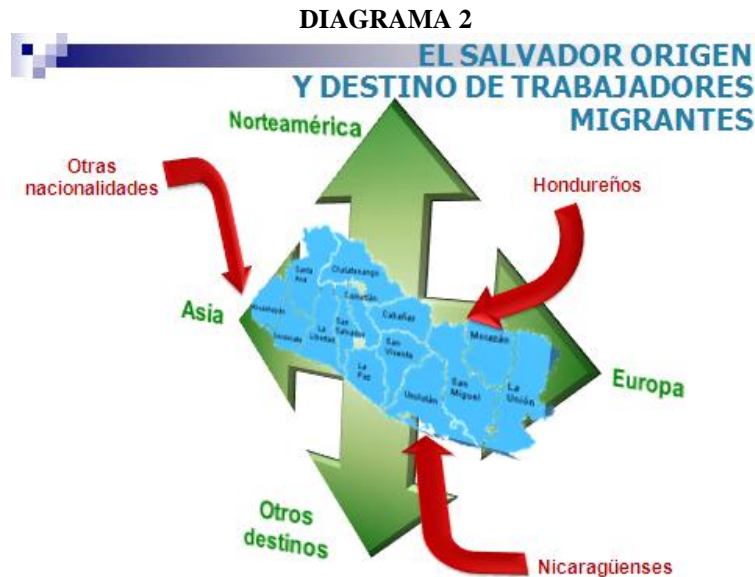 DIAGRAMA 2
EL SALVADOR ORIGEN
Y DESTINO DE TRABAJADORES
MIGRANTES
Norteamérica
Otras
nacionalidades
Hondureños
Asia
Europa
Otros
destinos
Nicaragüenses
Santa
Ana
Chalatenango
Cuscatlán
Cabañas
Ahuachapán
Sonsonate
La
Libertad
San
Salvador
San
Vicente
La
Paz
Usulután
San
Miguel
Morazán
La
Unión